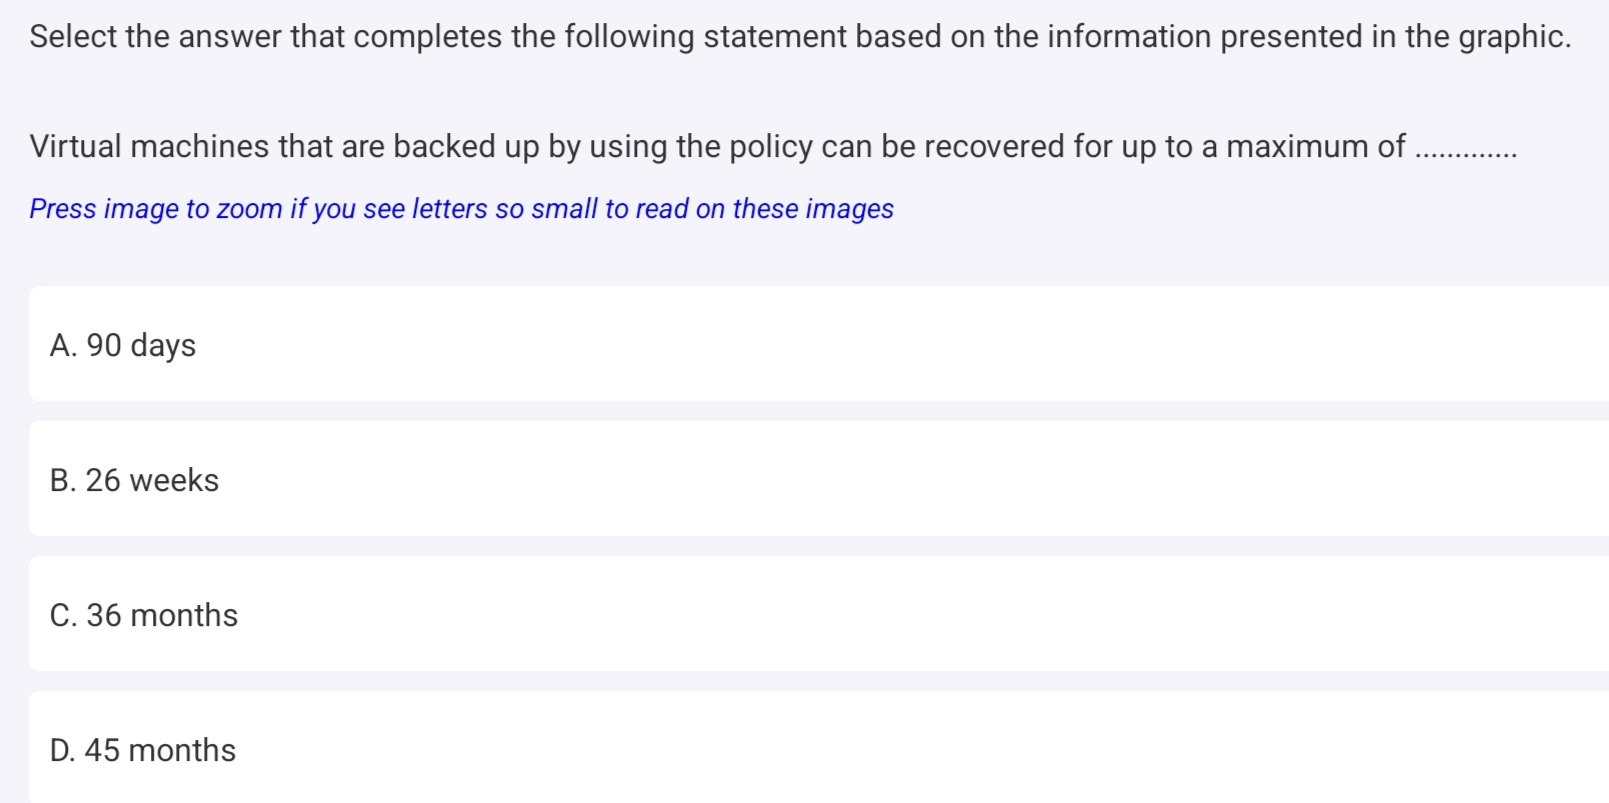 Select the answer that completes the following statement based on the information presented in the graphic.
Virtual machines that are backed up by using the policy can be recovered for up to a maximum of .............
Press image to zoom if you see letters so small to read on these images
A. 90 days
B. 26 weeks
C. 36 months
D. 45 months